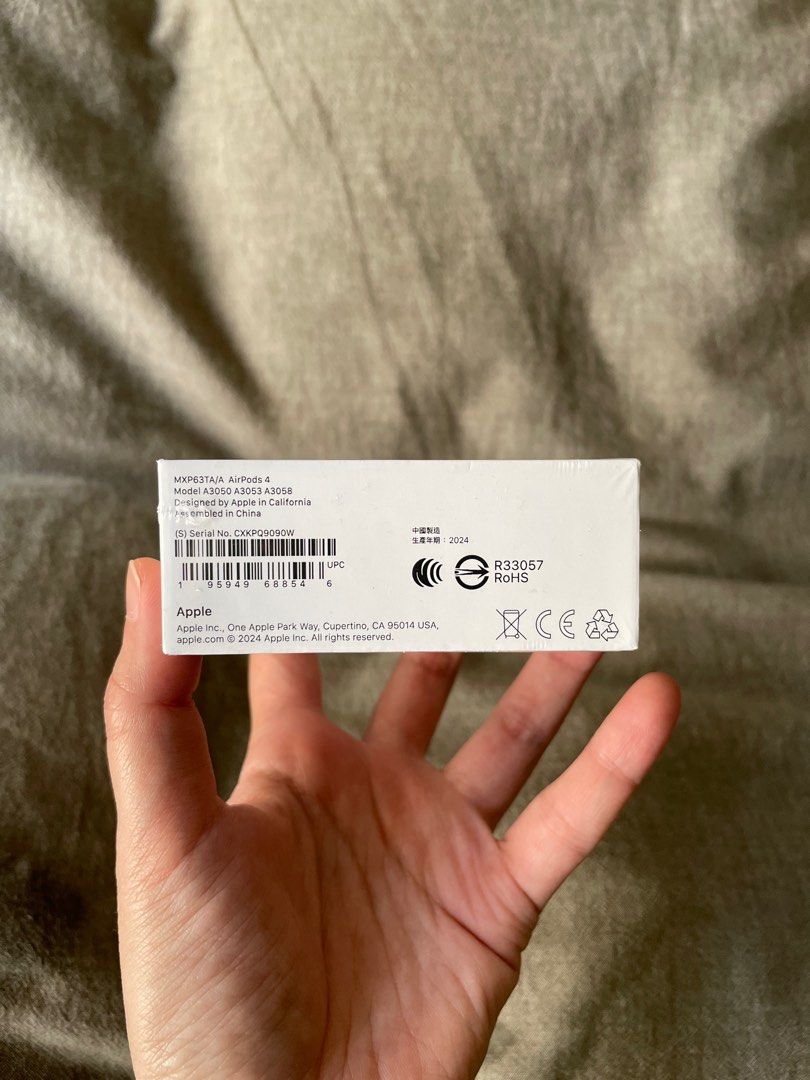 MXP63TA/A AirPods 4
Model A3050 A3053 A3058
Designed by Apple in California
Assembled in China
(S) Serial No. CXKPQ9090W
UPC
1 95949 68854 6
中國製造
生產年期：2024
R33057
RoHS
Apple
Apple Inc., One Apple Park Way, Cupertino, CA 95014 USA,
apple.com © 2024 Apple Inc. All rights reserved.
CE